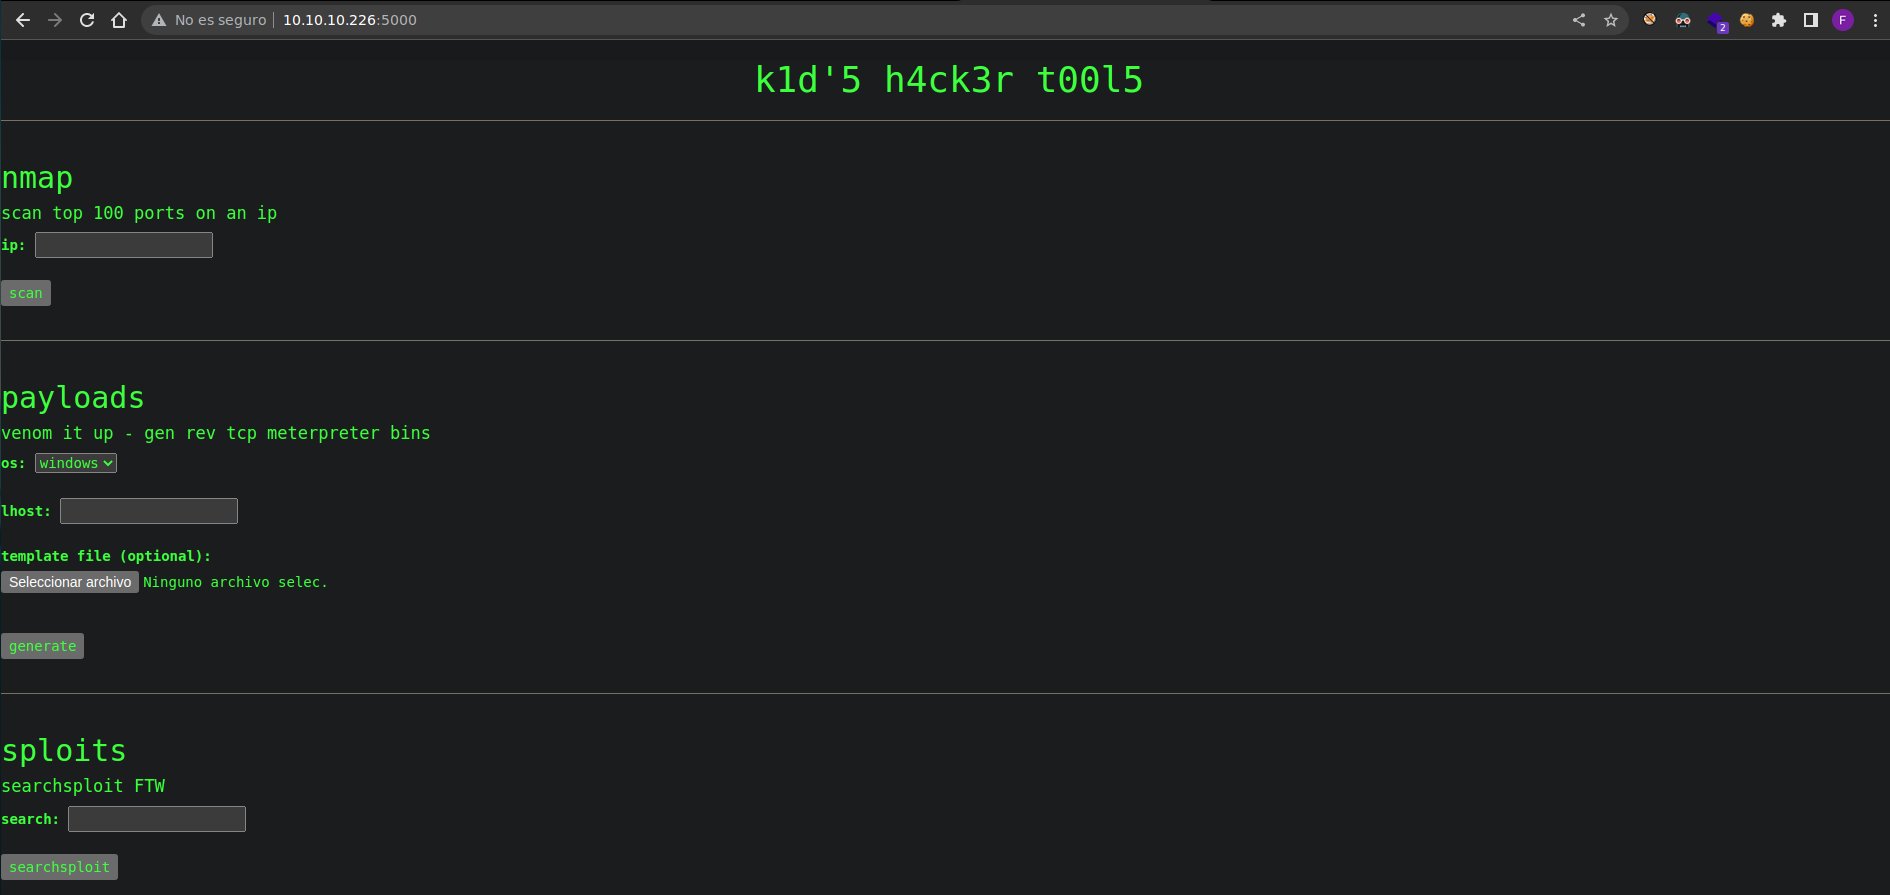 No es seguro | 10.10.10.226:5000
2
F
k1d'5 h4ck3r t00l5
nmap
scan top 100 ports on an ip
ip:
scan
payloads
venom it up - gen rev tcp meterpreter bins
os: windows
lhost:
template file (optional):
Seleccionar archivo Ninguno archivo selec.
generate
sploits
searchsploit FTW
search:
searchsploit